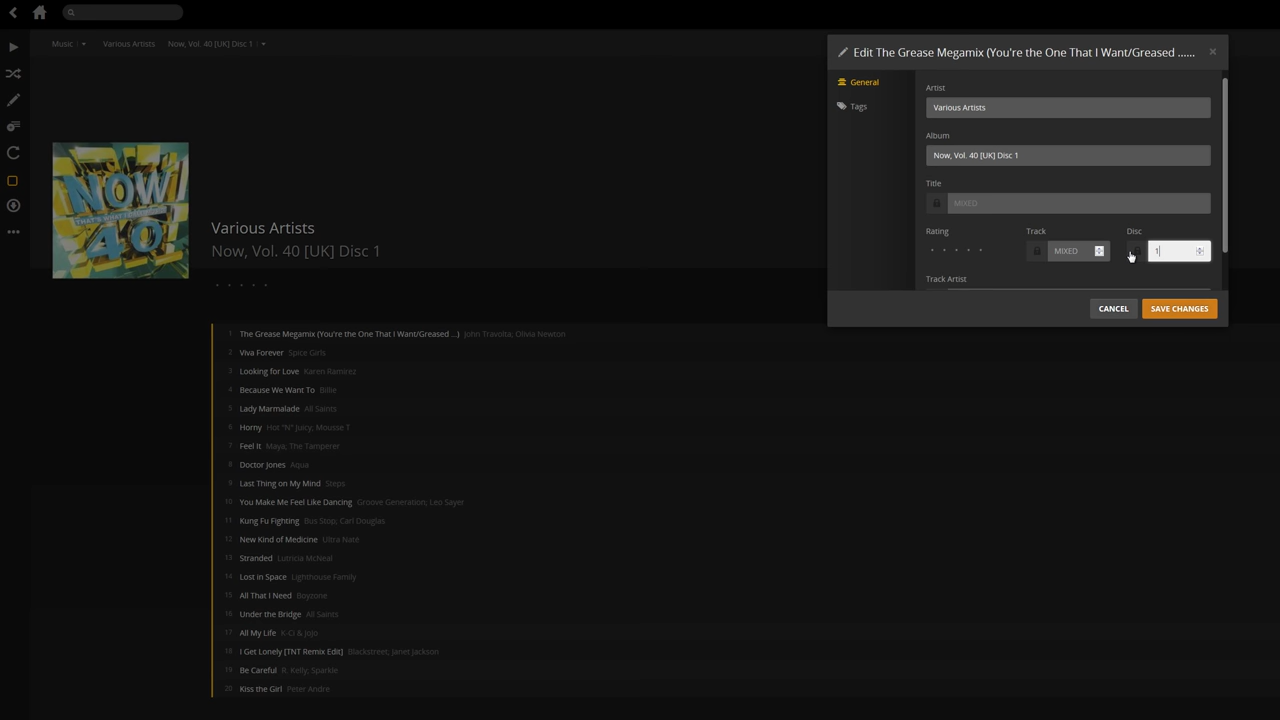 Music
Various Artists
Now, Vol. 40 [UK] Disc 1
NOW
THAT'S WHAT I CALL MUSIC
40
Various Artists
Now, Vol. 40 [UK] Disc 1
1 The Grease Megamix (You're the One That I Want/Greased ...) John Travolta; Olivia Newton
2 Viva Forever Spice Girls
3 Looking for Love Karen Ramirez
4 Because We Want To Billie
5 Lady Marmalade All Saints
6 Horny Hot "N" Juicy; Mousse T
7 Feel It Maya; The Tamperer
8 Doctor Jones Aqua
9 Last Thing on My Mind Steps
10 You Make Me Feel Like Dancing Groove Generation; Leo Sayer
11 Kung Fu Fighting Bus Stop; Carl Douglas
12 New Kind of Medicine Ultra Naté
13 Stranded Lutricia McNeal
14 Lost in Space Lighthouse Family
15 All That I Need Boyzone
16 Under the Bridge All Saints
17 All My Life K-Ci & JoJo
18 I Get Lonely [TNT Remix Edit] Blackstreet; Janet Jackson
19 Be Careful R. Kelly; Sparkle
20 Kiss the Girl Peter Andre
Edit The Grease Megamix (You're the One That I Want/Greased ......
General
Tags
Artist
Various Artists
Album
Now, Vol. 40 [UK] Disc 1
Title
MIXED
Rating Track Disc
MIXED 1
Track Artist
CANCEL SAVE CHANGES